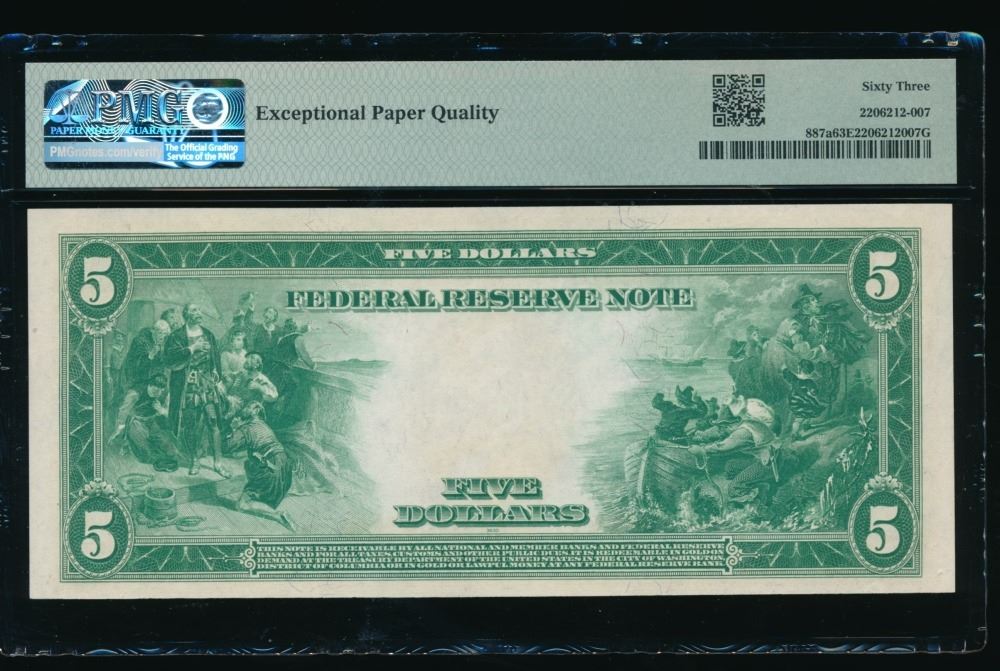 PMG
PAPER MONEY GUARANTY
PMGnotes.com/verify
The Official Grading
Service of the PNG
Exceptional Paper Quality
Sixty Three
2206212-007
887a63E2206212007G
5
FIVE DOLLARS
5
FEDERAL RESERVE NOTE
FIVE
DOLLARS
5
5
THIS NOTE IS RECEIVABLE BY ALL NATIONAL AND MEMBER BANKS AND FEDERAL RESERVE
BANKS AND FOR ALL TAXES, CUSTOMS AND OTHER PUBLIC DUES. IT IS REDEEMABLE IN GOLD ON
DEMAND AT THE TREASURY DEPARTMENT OF THE UNITED STATES IN THE CITY OF WASHINGTON,
DISTRICT OF COLUMBIA OR IN GOLD OR LAWFUL MONEY AT ANY FEDERAL RESERVE BANK.